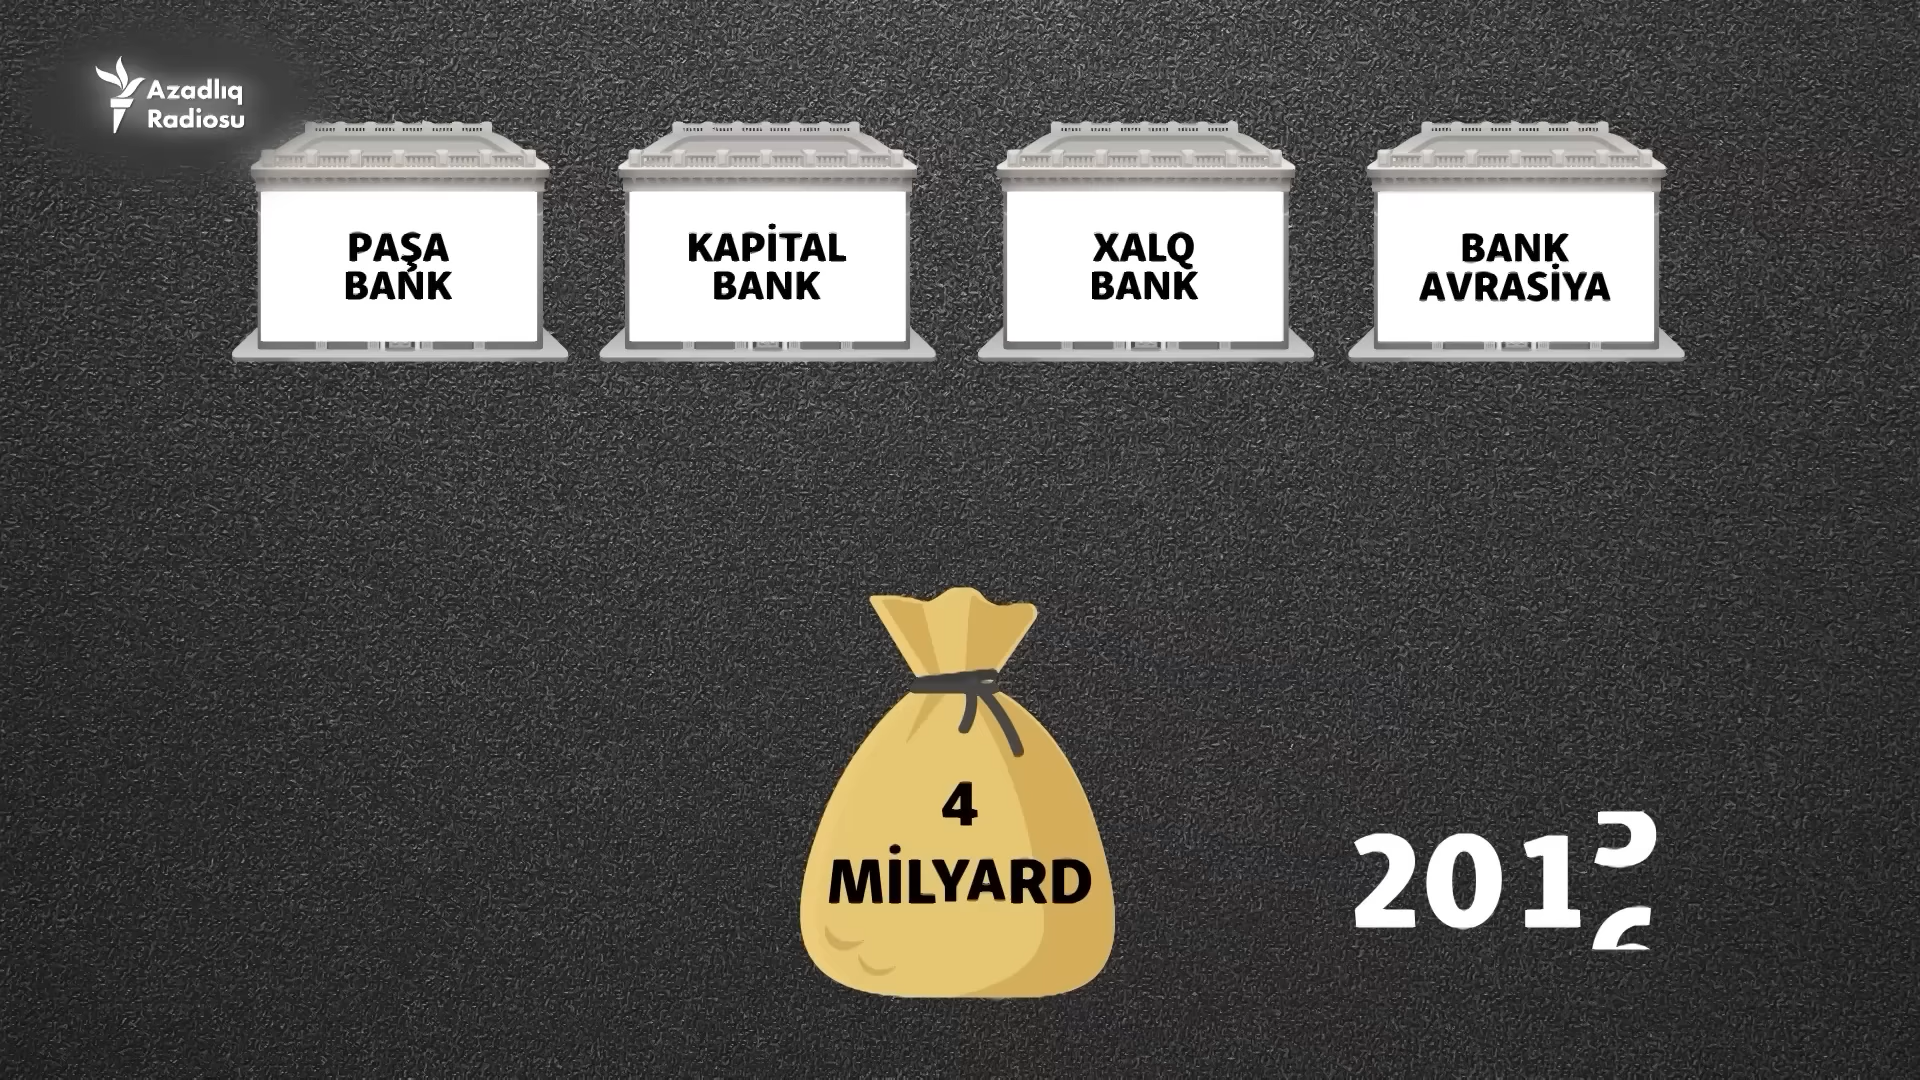 Azadlıq
Radiosu
PAŞA
BANK
KAPİTAL
BANK
XALQ
BANK
BANK
AVRASİYA
4
MİLYARD
201